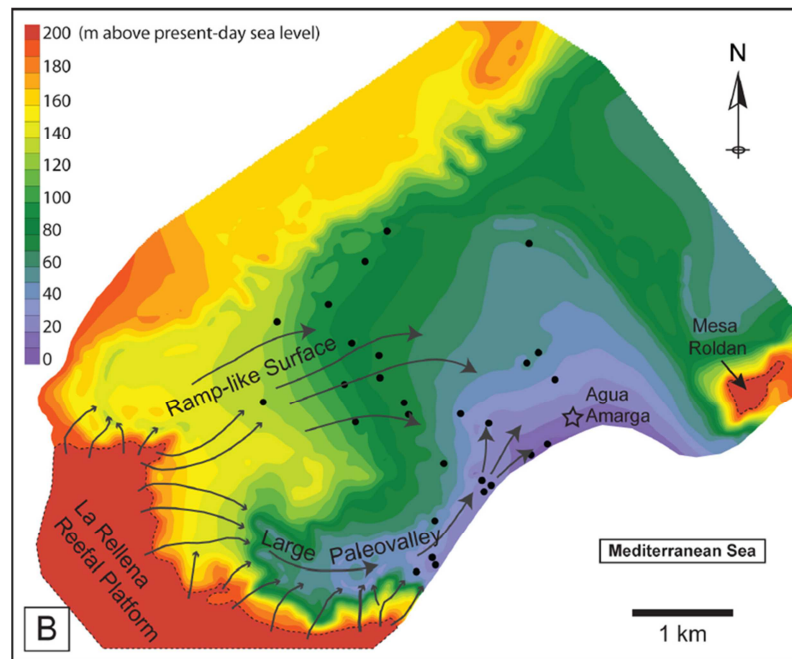 200 (m above present-day sea level)
180
160
140
120
100
80
60
40
20
0
N
Ramp-like Surface
Mesa
Roldan
Agua
Amarga
La Rellena
Reefal Platform
Large Paleovalley
Mediterranean Sea
B
1 km